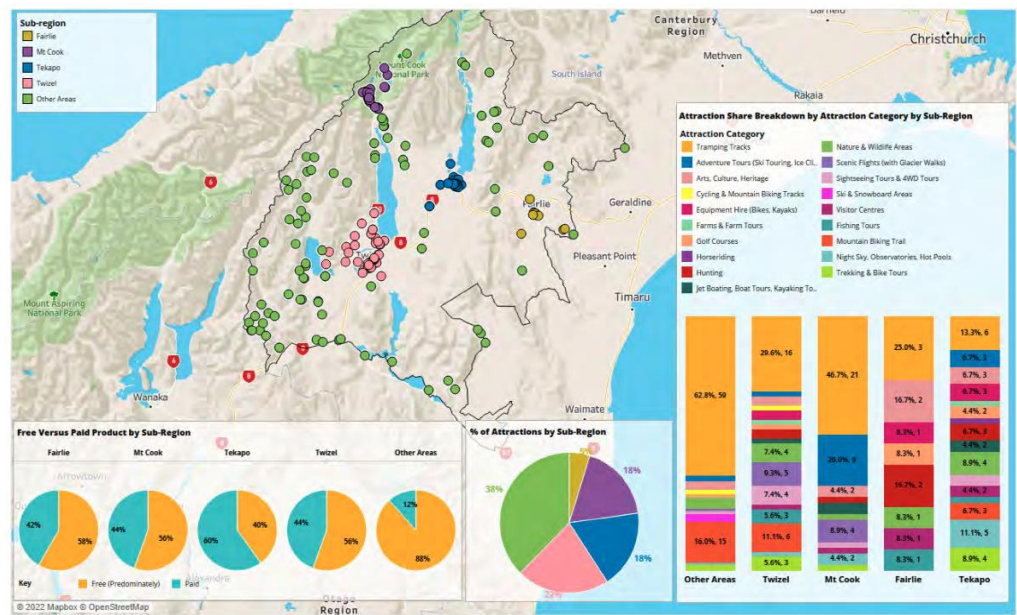 Sub-region
Fairlie
Mt Cook
Tekapo
Twizel
Other Areas
Canterbury
Region
Christchurch
Methven
South Island
Rakaia
Geraldine
Pleasant Point
Timaru
Waimate
Mount Aspiring
National Park
Wanaka
6
6
8
8
Attraction Share Breakdown by Attraction Category by Sub-Region
Attraction Category
Tramping Tracks
Adventure Tours (Ski Touring, Ice Cli..
Arts, Culture, Heritage
Cycling & Mountain Biking Tracks
Equipment Hire (Bikes, Kayaks)
Farms & Farm Tours
Golf Courses
Horseriding
Hunting
Jet Boating, Boat Tours, Kayaking To..
Nature & Wildlife Areas
Scenic Flights (with Glacier Walks)
Sightseeing Tours & 4WD Tours
Ski & Snowboard Areas
Visitor Centres
Fishing Tours
Mountain Biking Trail
Night Sky, Observatories, Hot Pools
Trekking & Bike Tours
62.8%, 59
16.0%, 15
Other Areas
29.6%, 16
7.4%, 4
9.3%, 5
7.4%, 4
5.6%, 3
11.1%, 6
5.6%, 3
Twizel
46.7%, 21
20.0%, 9
4.4%, 2
8.9%, 4
4.4%, 2
Mt Cook
25.0%, 3
16.7%, 2
8.3%, 1
8.3%, 1
16.7%, 2
8.3%, 1
8.3%, 1
8.3%, 1
Fairlie
13.3%, 6
6.7%, 3
6.7%, 3
6.7%, 3
4.4%, 2
6.7%, 3
4.4%, 2
8.9%, 4
4.4%, 2
6.7%, 3
11.1%, 5
8.9%, 4
Tekapo
Free Versus Paid Product by Sub-Region
Fairlie
Mt Cook
Tekapo
Twizel
Other Areas
42%
58%
44%
56%
60%
40%
44%
56%
12%
88%
Key
Free (Predominately)
Paid
% of Attractions by Sub-Region
5%
18%
18%
38%
Arrowtown
Alexandra
Otago
Region
© 2022 Mapbox © OpenStreetMap